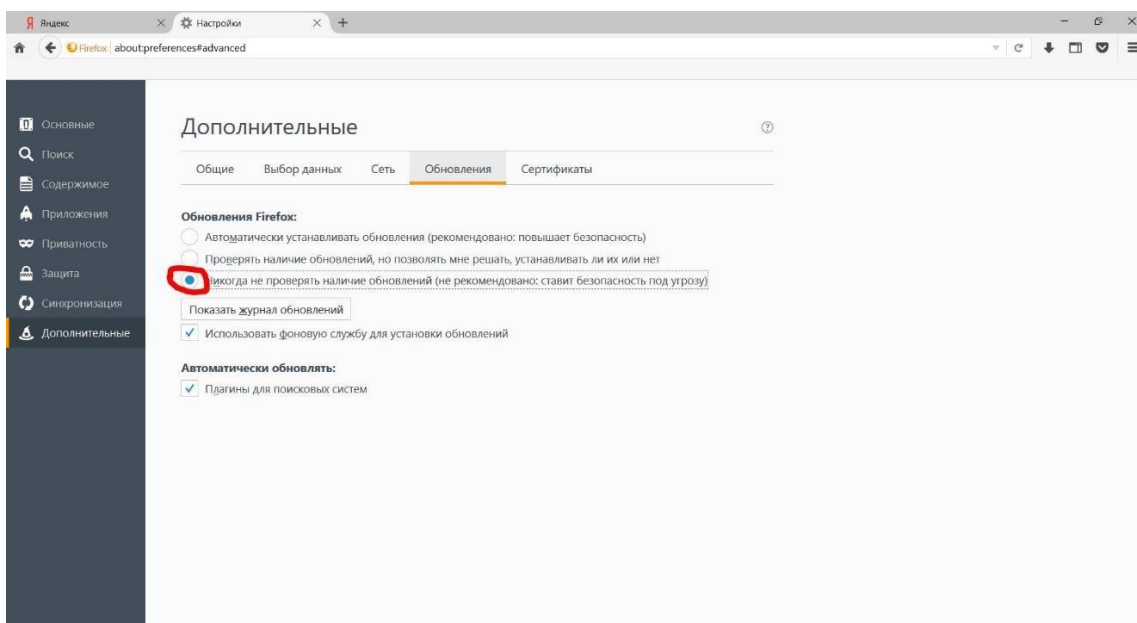 Я Яндекс
Настройки
Firefox about:preferences#advanced
Основные
Поиск
Содержимое
Приложения
Приватность
Защита
Синхронизация
Дополнительные
Дополнительные
Общие Выбор данных Сеть Обновления Сертификаты
Обновления Firefox:
Автоматически устанавливать обновления (рекомендовано: повышает безопасность)
Проверять наличие обновлений, но позволять мне решать, устанавливать ли их или нет
Никогда не проверять наличие обновлений (не рекомендовано: ставит безопасность под угрозу)
Показать журнал обновлений
Использовать фоновую службу для установки обновлений
Автоматически обновлять:
Плагины для поисковых систем